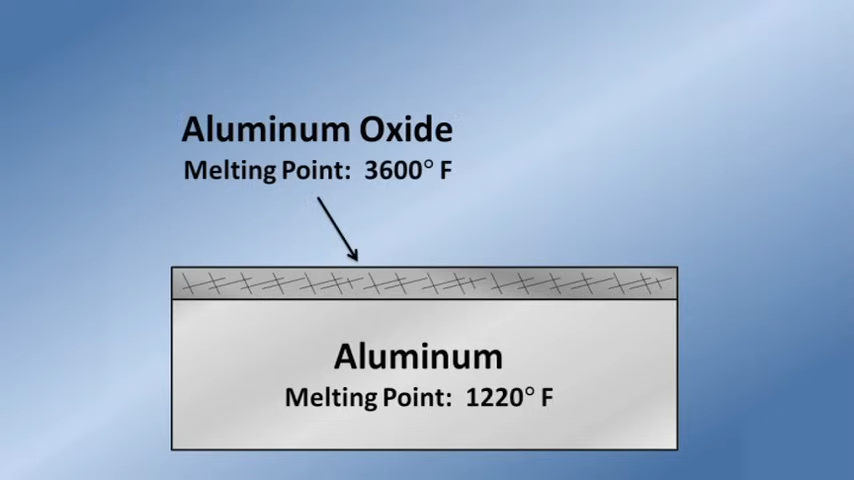 Aluminum Oxide
Melting Point: 3600° F
Aluminum
Melting Point: 1220° F